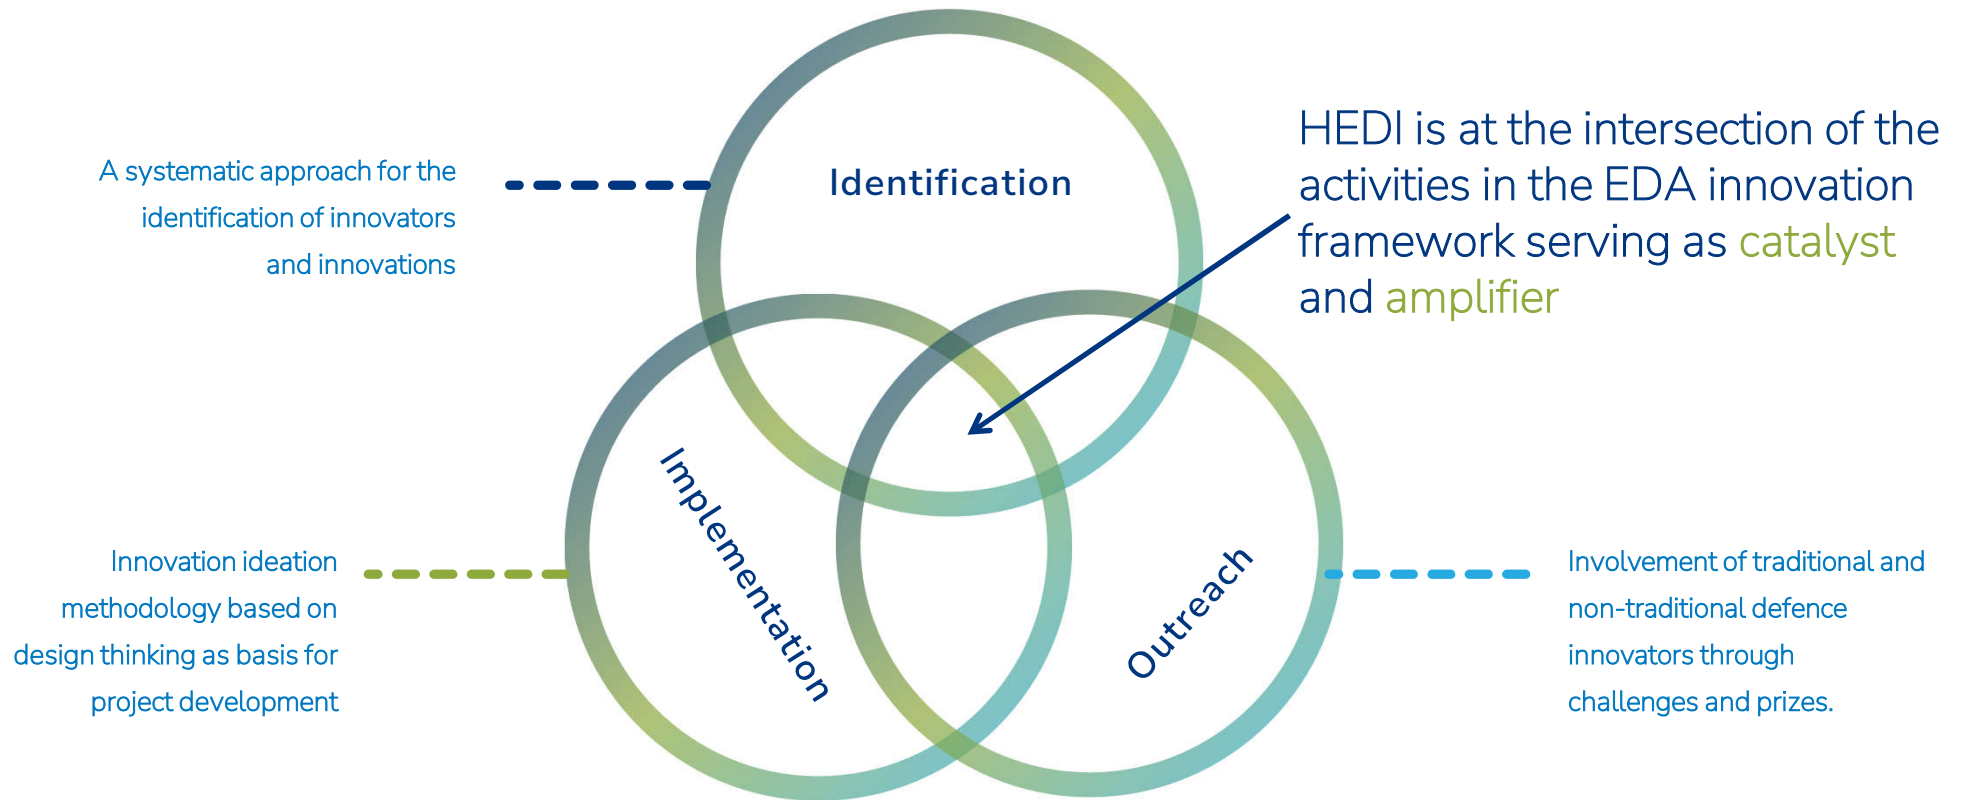 Identification
A systematic approach for the
identification of innovators
and innovations
HEDI is at the intersection of the
activities in the EDA innovation
framework serving as catalyst
and amplifier
Implementation
Innovation ideation
methodology based on
design thinking as basis for
project development
Outreach
Involvement of traditional and
non-traditional defence
innovators through
challenges and prizes.